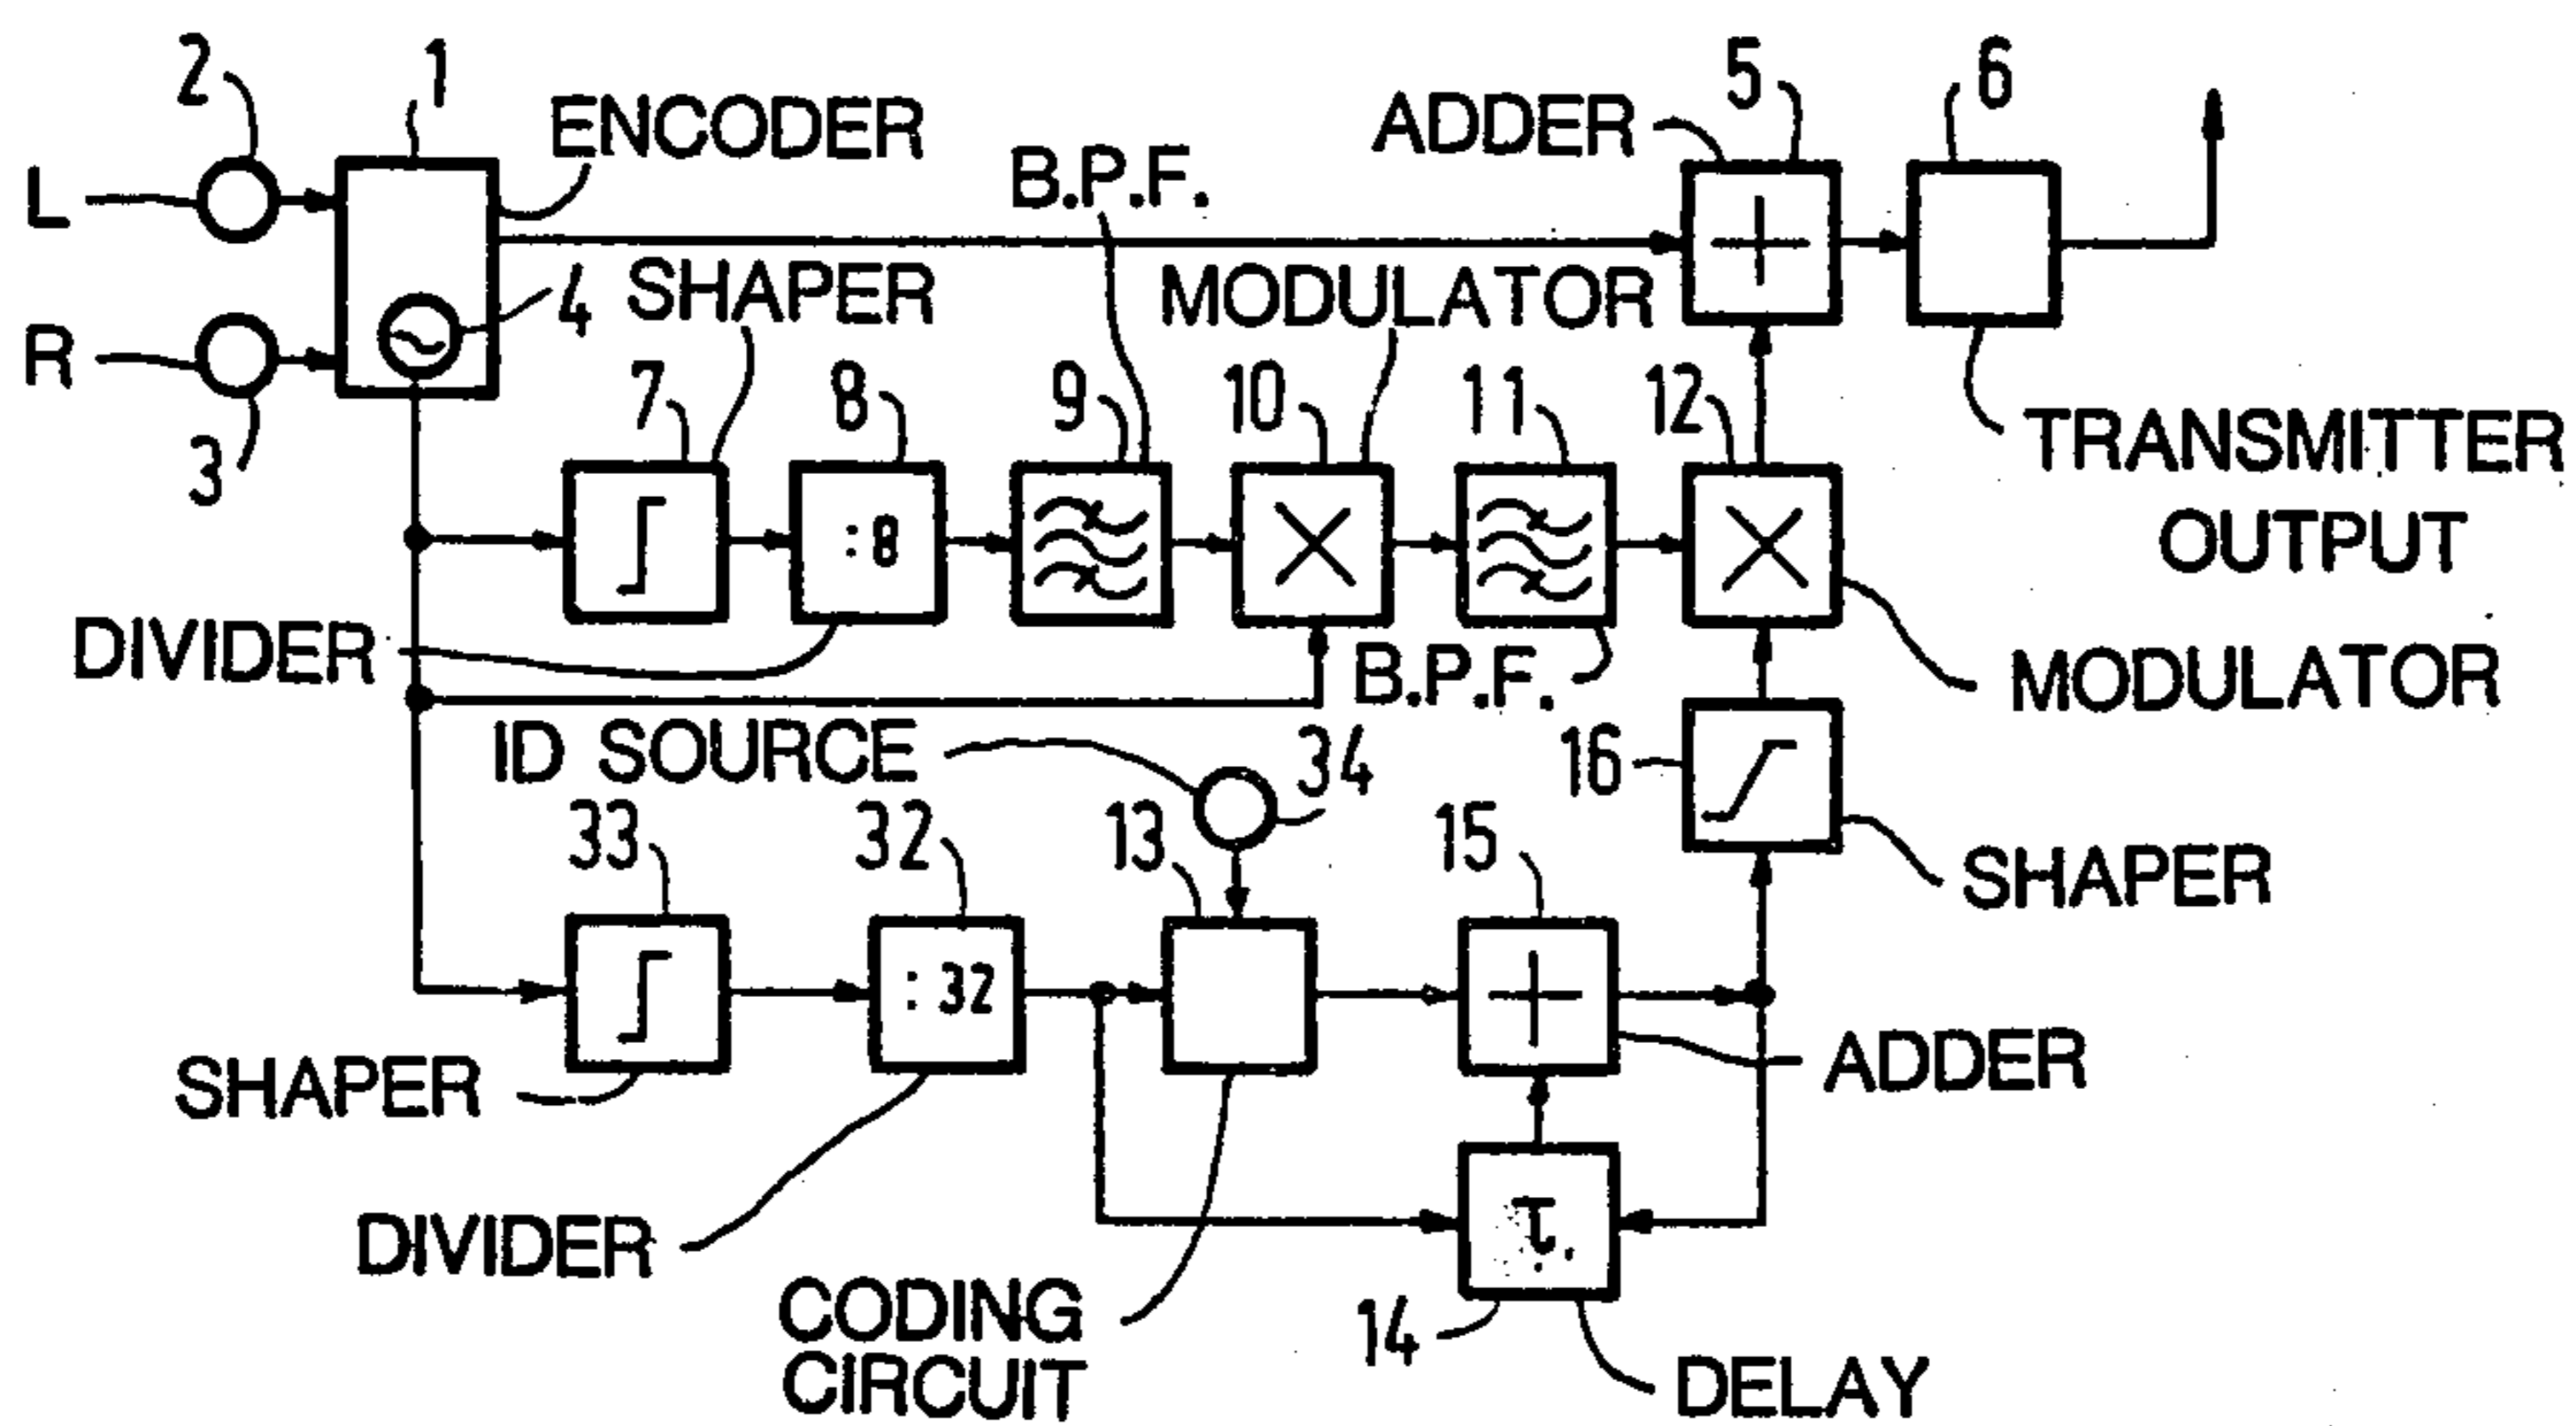 2
1
ENCODER
ADDER
5
6
L
B.P.F.
4
SHAPER
MODULATOR
R
3
7
8
9
10
11
12
TRANSMITTER
OUTPUT
:8
DIVIDER
B.P.F.
MODULATOR
ID SOURCE
34
16
33
32
13
15
SHAPER
: 32
SHAPER
ADDER
DIVIDER
τ
CODING
CIRCUIT
14
DELAY